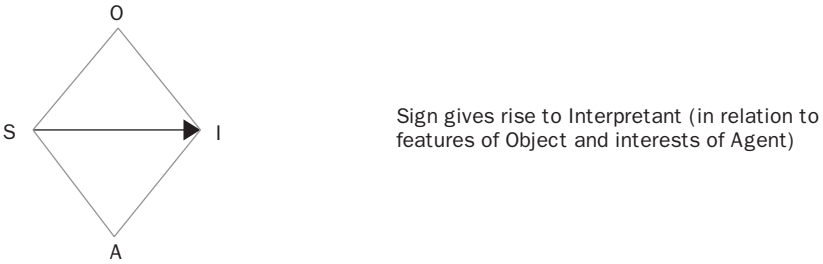 O
S
I
Sign gives rise to Interpretant (in relation to
features of Object and interests of Agent)
A